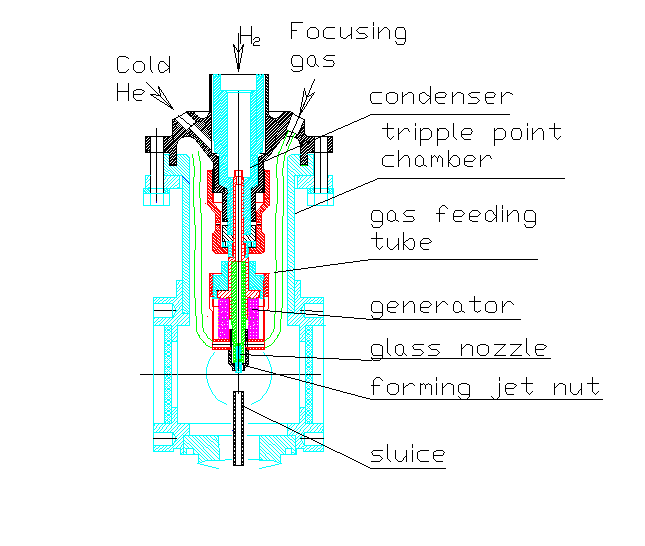 H2
Focusing
gas
Cold
He
condenser
tripple point
chamber
gas feeding
tube
generator
glass nozzle
forming jet nut
sluice